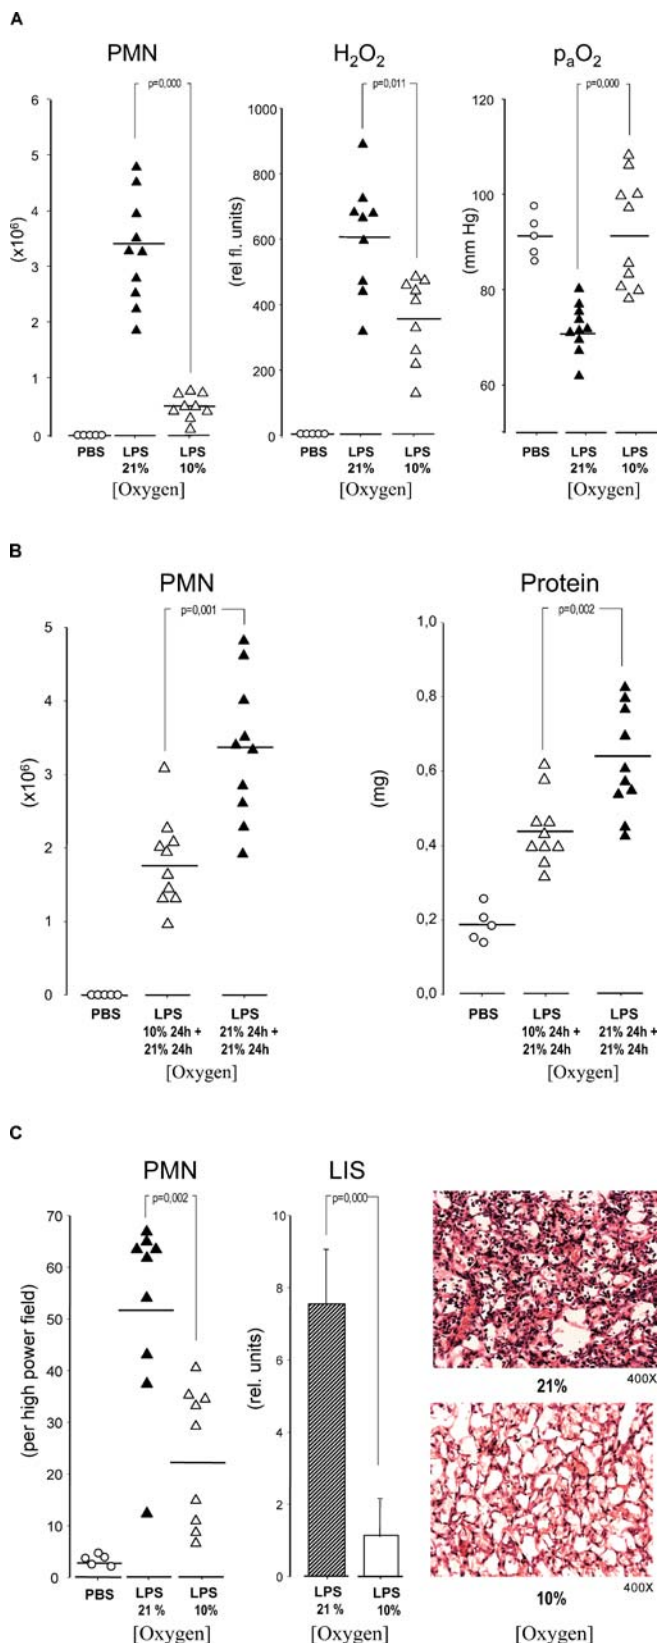 A
PMN
H2O2
paO2
p=0,000
p=0,011
p=0,000
6
5
4
3
2
1
0
(x10⁶)
1000
800
600
400
200
0
(rel fl. units)
120
100
80
60
(mm Hg)
PBS LPS LPS
21% 10%
[Oxygen]
PBS LPS LPS
21% 10%
[Oxygen]
PBS LPS LPS
21% 10%
[Oxygen]
B
PMN
Protein
p=0,001
p=0,002
5
4
3
2
1
0
(x10⁶)
1,0
0,8
0,6
0,4
0,2
0,0
(mg)
PBS LPS LPS
10% 24h + 21% 24h +
21% 24h 21% 24h
[Oxygen]
PBS LPS LPS
10% 24h + 21% 24h +
21% 24h 21% 24h
[Oxygen]
C
PMN
LIS
p=0,002
p=0,000
70
60
50
40
30
20
10
0
(per high power field)
10
8
6
4
2
0
(rel. units)
400X
21%
400X
10%
PBS LPS LPS
21 % 10%
[Oxygen]
LPS LPS
21 % 10%
[Oxygen]
[Oxygen]